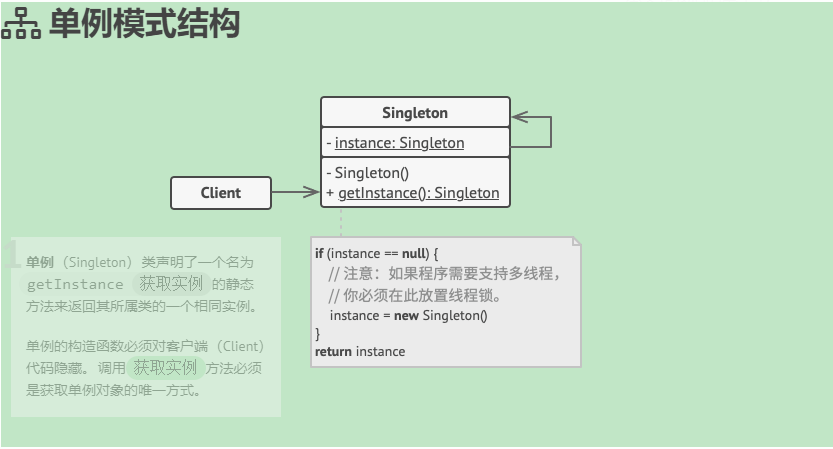 单例模式结构
Singleton
- instance: Singleton
- Singleton()
+ getInstance(): Singleton
Client
1
单例（Singleton）类声明了一个名为
getInstance 获取实例 的静态
方法来返回其所属类的一个相同实例。
单例的构造函数必须对客户端（Client）
代码隐藏。 调用 获取实例 方法必须
是获取单例对象的唯一方式。
if (instance == null) {
// 注意：如果程序需要支持多线程，
// 你必须在此放置线程锁。
instance = new Singleton()
}
return instance